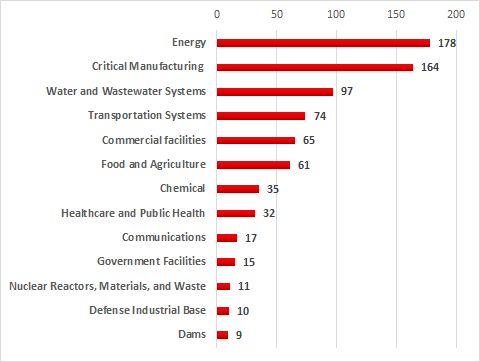 0 50 100 150 200
Energy 178
Critical Manufacturing 164
Water and Wastewater Systems 97
Transportation Systems 74
Commercial facilities 65
Food and Agriculture 61
Chemical 35
Healthcare and Public Health 32
Communications 17
Government Facilities 15
Nuclear Reactors, Materials, and Waste 11
Defense Industrial Base 10
Dams 9